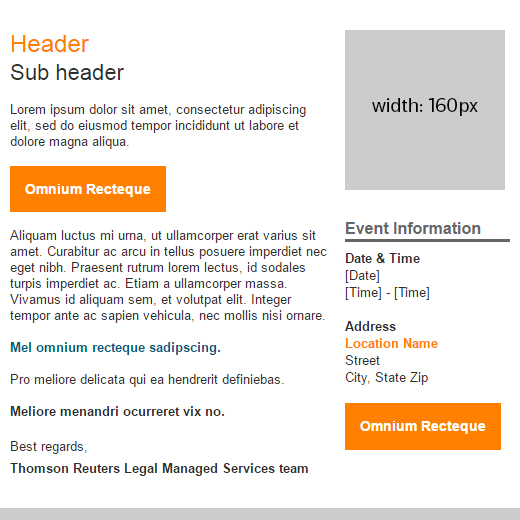 Header
Sub header
Lorem ipsum dolor sit amet, consectetur adipiscing
elit, sed do eiusmod tempor incididunt ut labore et
dolore magna aliqua.
Omnium Recteque
Aliquam luctus mi urna, ut ullamcorper erat varius sit
amet. Curabitur ac arcu in tellus posuere imperdiet nec
eget nibh. Praesent rutrum lorem lectus, id sodales
turpis imperdiet ac. Etiam a ullamcorper massa.
Vivamus id aliquam sem, et volutpat elit. Integer
tempor ante ac sapien vehicula, nec mollis nisi ornare.
Mel omnium recteque sadipscing.
Pro meliore delicata qui ea hendrerit definiebas.
Meliore menandri ocurreret vix no.
Best regards,
Thomson Reuters Legal Managed Services team
width: 160px
Event Information
Date & Time
[Date]
[Time] - [Time]
Address
Location Name
Street
City, State Zip
Omnium Recteque